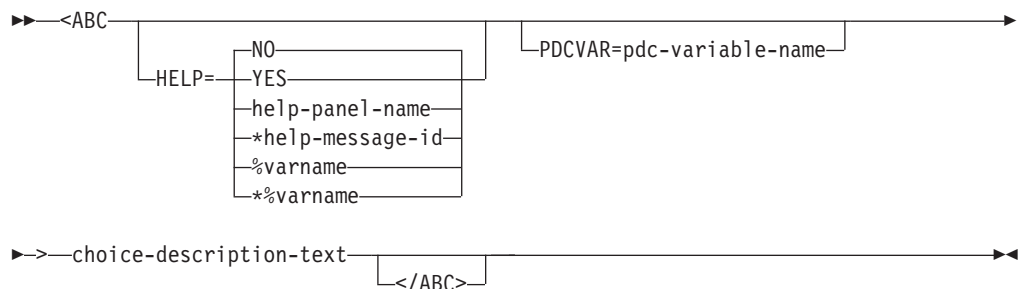 <ABC
NO
PDCVAR=pdc-variable-name
HELP=
YES
help-panel-name
*help-message-id
%varname
*%varname
>
choice-description-text
</ABC>